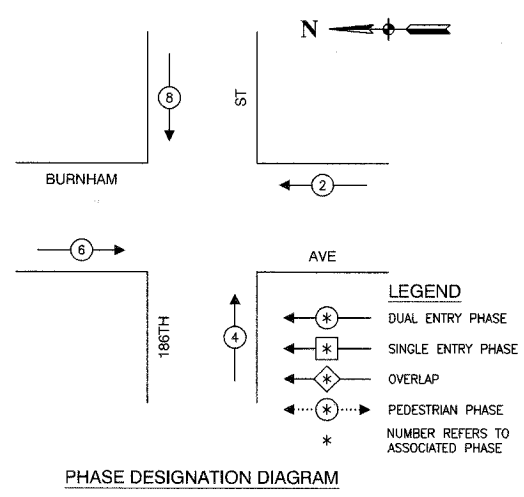 N
8
ST
BURNHAM
2
6
AVE
186TH
4
LEGEND
* DUAL ENTRY PHASE
* SINGLE ENTRY PHASE
* OVERLAP
* PEDESTRIAN PHASE
* NUMBER REFERS TO
ASSOCIATED PHASE
PHASE DESIGNATION DIAGRAM